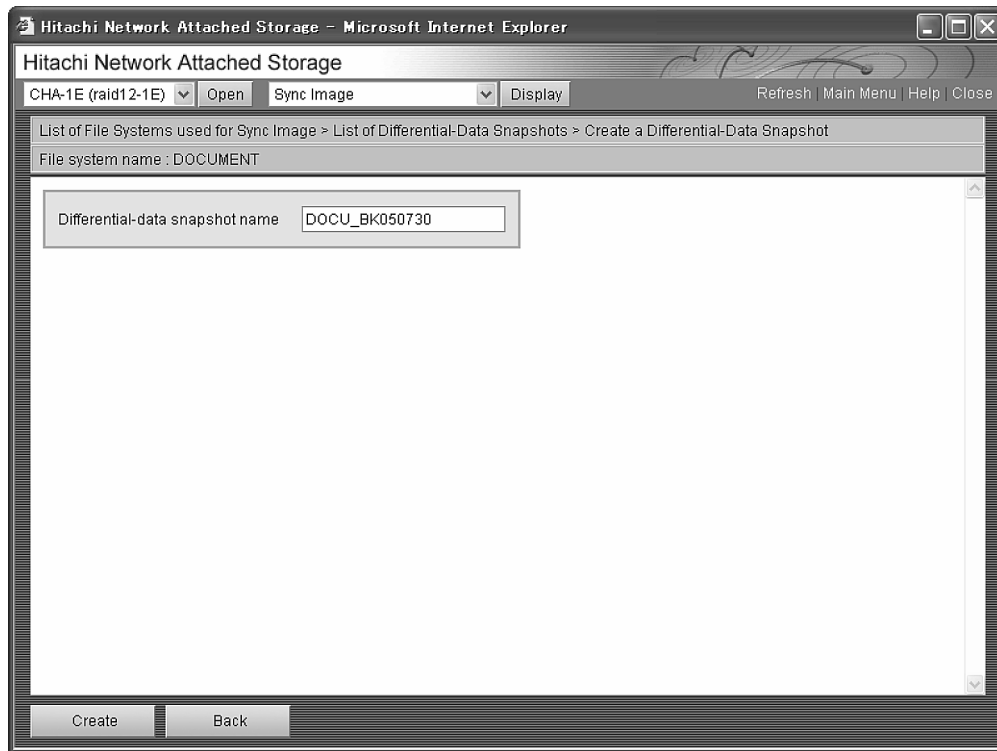 Hitachi Network Attached Storage - Microsoft Internet Explorer
Hitachi Network Attached Storage
CHA-1E (raid12-1E) Open Sync Image Display Refresh | Main Menu | Help | Close
List of File Systems used for Sync Image > List of Differential-Data Snapshots > Create a Differential-Data Snapshot
File system name : DOCUMENT
Differential-data snapshot name DOCU_BK050730
Create Back